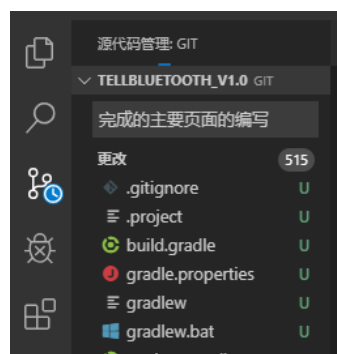 源代码管理: GIT
TELLBLUETOOTH_V1.0 GIT
完成的主要页面的编写
更改 515
.gitignore U
.project U
build.gradle U
gradle.properties U
gradlew U
gradlew.bat U